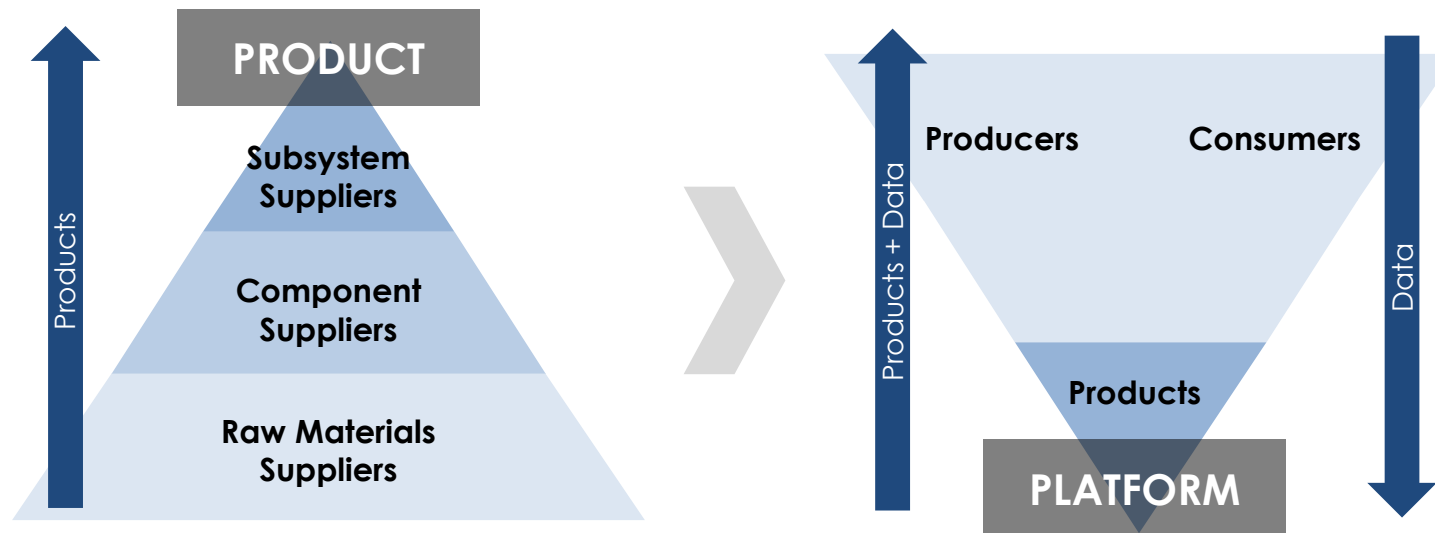 PRODUCT
Subsystem
Suppliers
Component
Suppliers
Raw Materials
Suppliers
Products
Products + Data
Producers
Consumers
Data
Products
PLATFORM